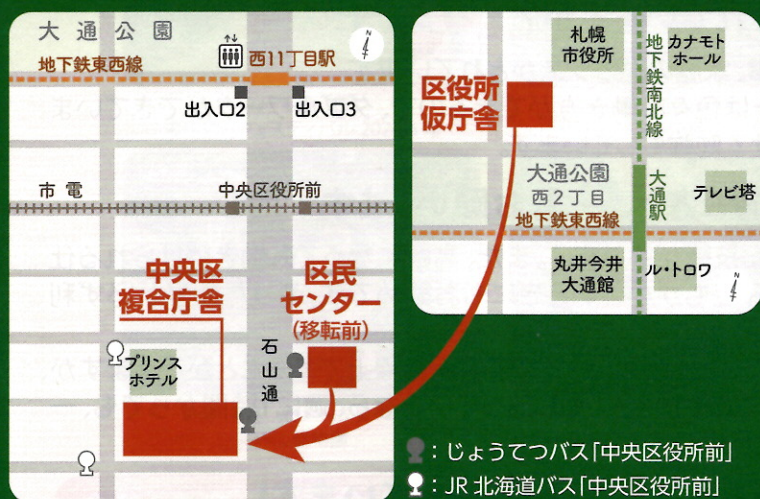 大通公園
地下鉄東西線
西11丁目駅
出入口2
出入口3
市電
中央区役所前
中央区
複合庁舎
区民
センター
(移転前)
プリンス
ホテル
石山通
N
札幌
市役所
地下鉄南北線
カナモト
ホール
区役所
仮庁舎
大通公園
西2丁目
地下鉄東西線
大通駅
テレビ塔
丸井今井
大通館
ル・トロワ
N
:じょうてつバス「中央区役所前」
:JR北海道バス「中央区役所前」